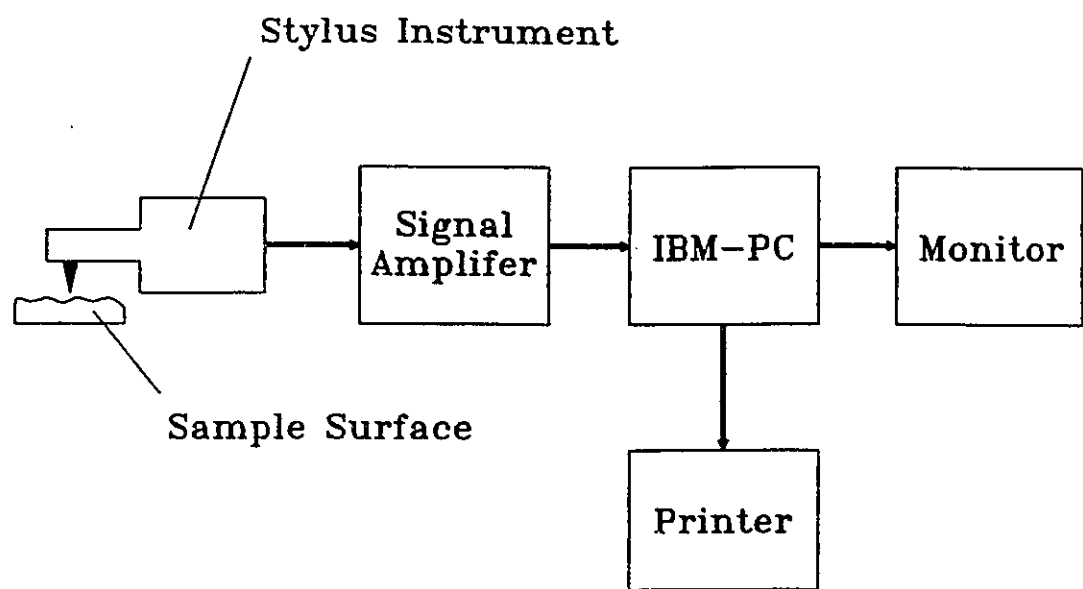 Stylus Instrument
Signal
Amplifer
IBM-PC
Monitor
Sample Surface
Printer